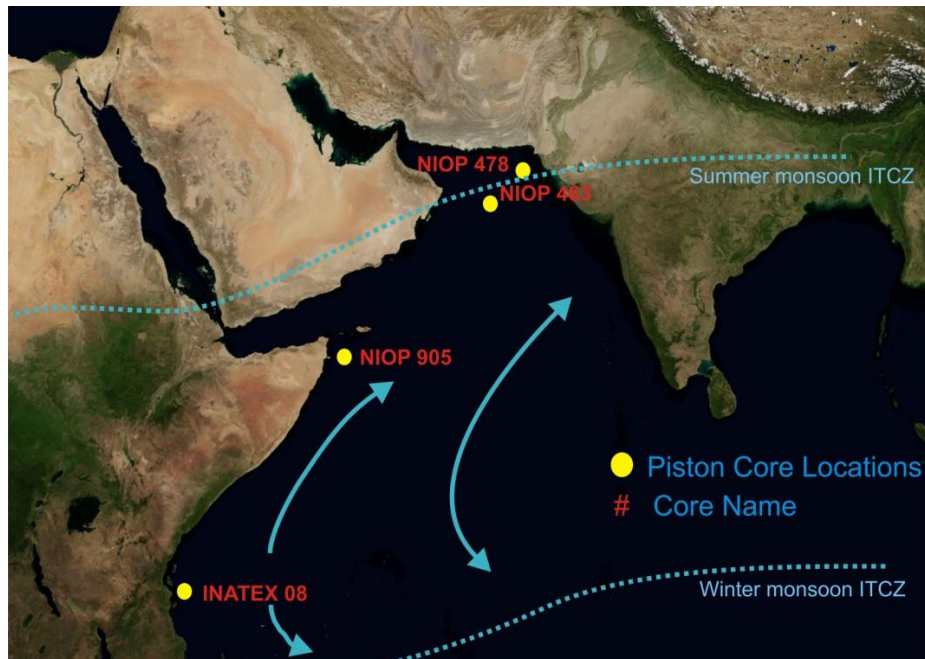 NIOP 478
Summer monsoon ITCZ
NIOP 463
NIOP 905
Piston Core Locations
# Core Name
Winter monsoon ITCZ
INATEX 08